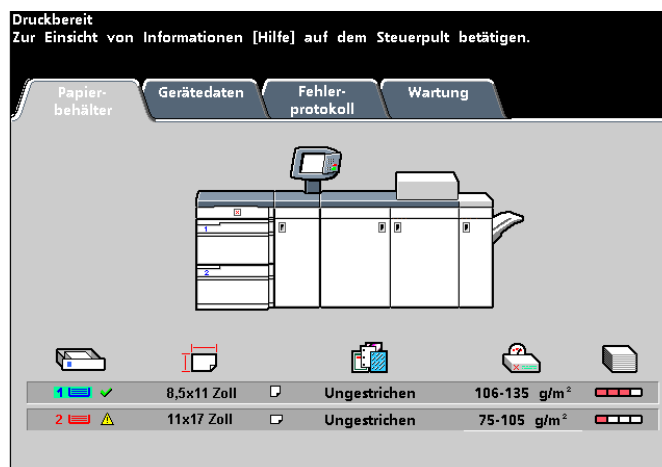 Druckbereit
Zur Einsicht von Informationen [Hilfe] auf dem Steuerpult betätigen.
Papier-
behälter
Gerätedaten
Fehler-
protokoll
Wartung
1
2
1 8,5x11 Zoll Ungestrichen 106-135 g/m²
2 11x17 Zoll Ungestrichen 75-105 g/m²